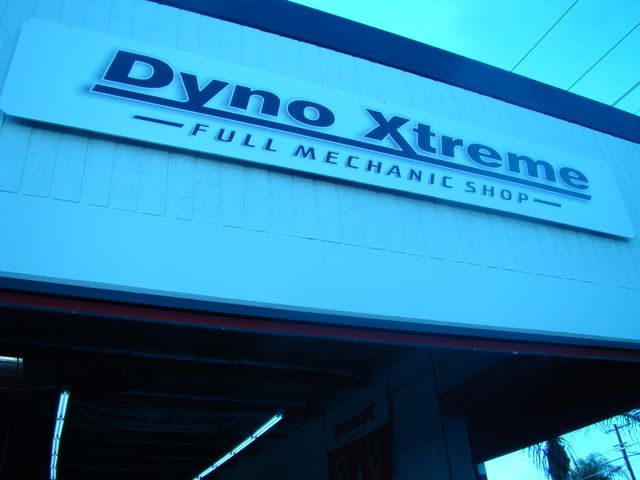 Dyno Xtreme
FULL MECHANIC SHOP